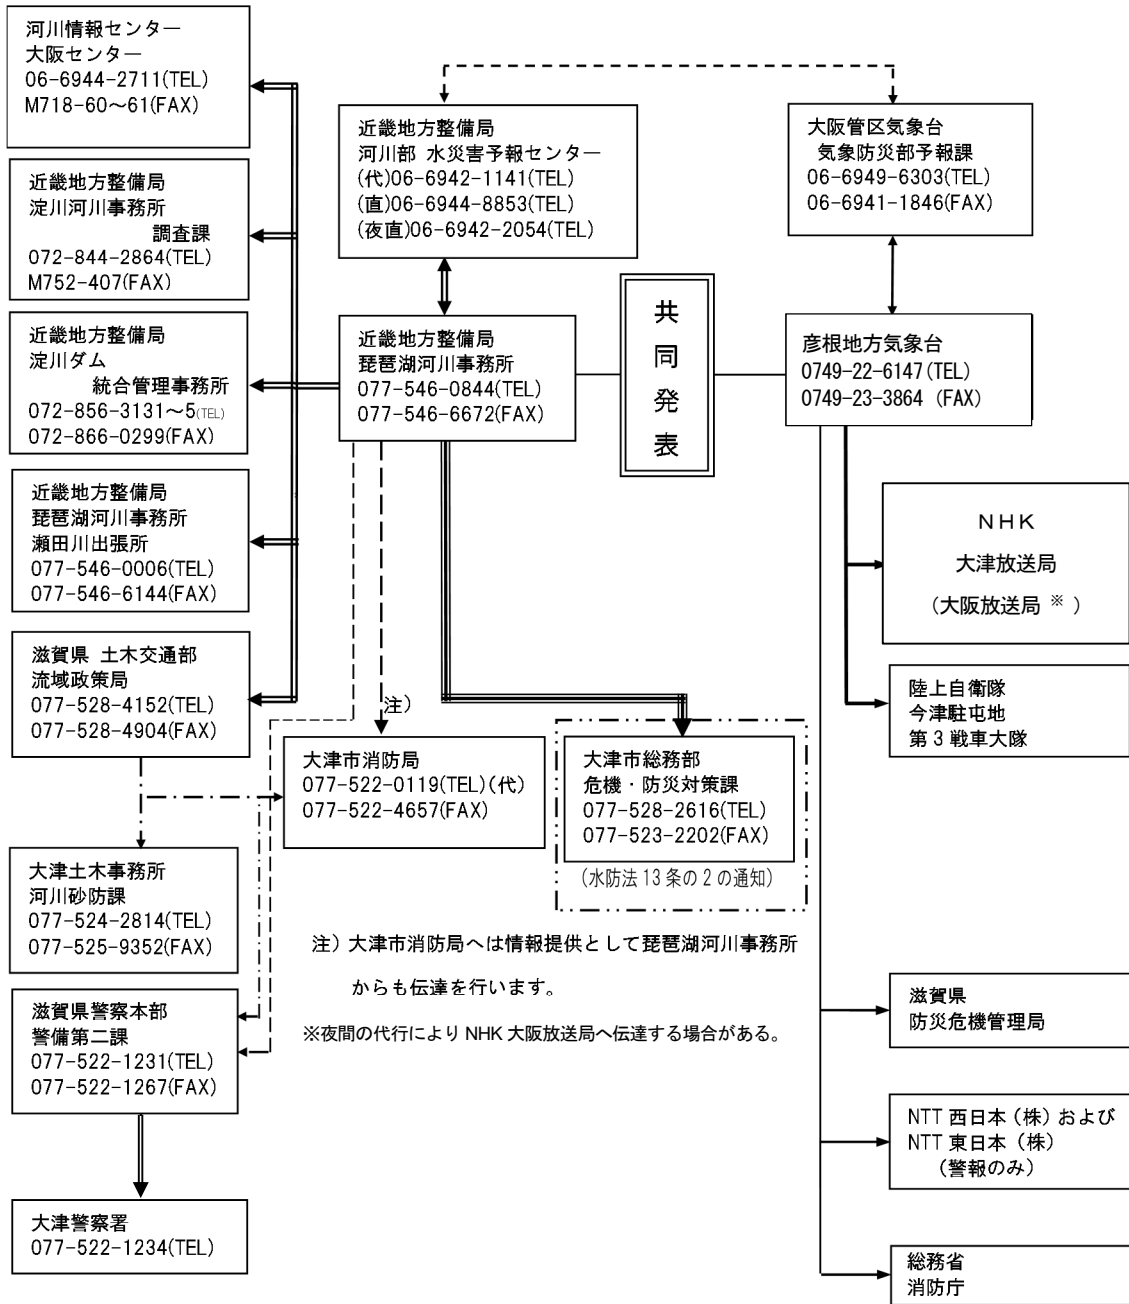 河川情報センター
大阪センター
06-6944-2711(TEL)
M718-60～61(FAX)
近畿地方整備局
淀川河川事務所
調査課
072-844-2864(TEL)
M752-407(FAX)
近畿地方整備局
淀川ダム
統合管理事務所
072-856-3131～5(TEL)
072-866-0299(FAX)
近畿地方整備局
琵琶湖河川事務所
瀬田川出張所
077-546-0006(TEL)
077-546-6144(FAX)
滋賀県 土木交通部
流域政策局
077-528-4152(TEL)
077-528-4904(FAX)
大津土木事務所
河川砂防課
077-524-2814(TEL)
077-525-9352(FAX)
滋賀県警察本部
警備第二課
077-522-1231(TEL)
077-522-1267(FAX)
大津警察署
077-522-1234(TEL)
近畿地方整備局
河川部 水災害予報センター
(代)06-6942-1141(TEL)
(直)06-6944-8853(TEL)
(夜直)06-6942-2054(TEL)
近畿地方整備局
琵琶湖河川事務所
077-546-0844(TEL)
077-546-6672(FAX)
共同発表
大阪管区気象台
気象防災部予報課
06-6949-6303(TEL)
06-6941-1846(FAX)
彦根地方気象台
0749-22-6147(TEL)
0749-23-3864 (FAX)
NHK
大津放送局
(大阪放送局 ※ )
陸上自衛隊
今津駐屯地
第3戦車大隊
注)
大津市消防局
077-522-0119(TEL)(代)
077-522-4657(FAX)
大津市総務部
危機・防災対策課
077-528-2616(TEL)
077-523-2202(FAX)
(水防法13条の2の通知)
注) 大津市消防局へは情報提供として琵琶湖河川事務所
からも伝達を行います。
※夜間の代行により NHK 大阪放送局へ伝達する場合がある。
滋賀県
防災危機管理局
NTT 西日本（株）および
NTT 東日本（株）
（警報のみ）
総務省
消防庁